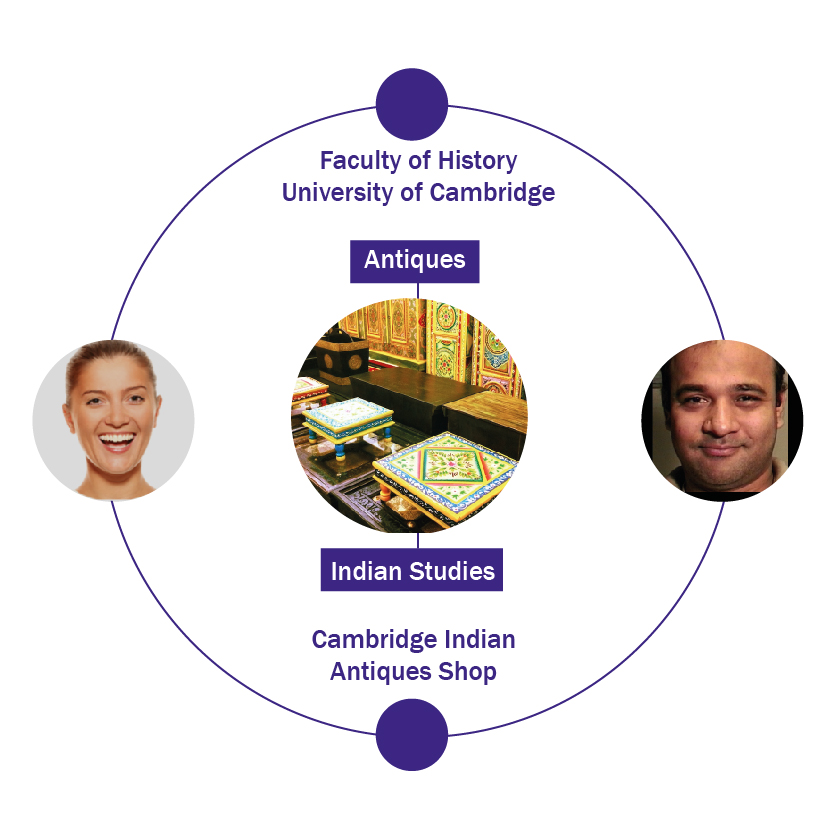 Faculty of History
University of Cambridge
Antiques
Indian Studies
Cambridge Indian
Antiques Shop